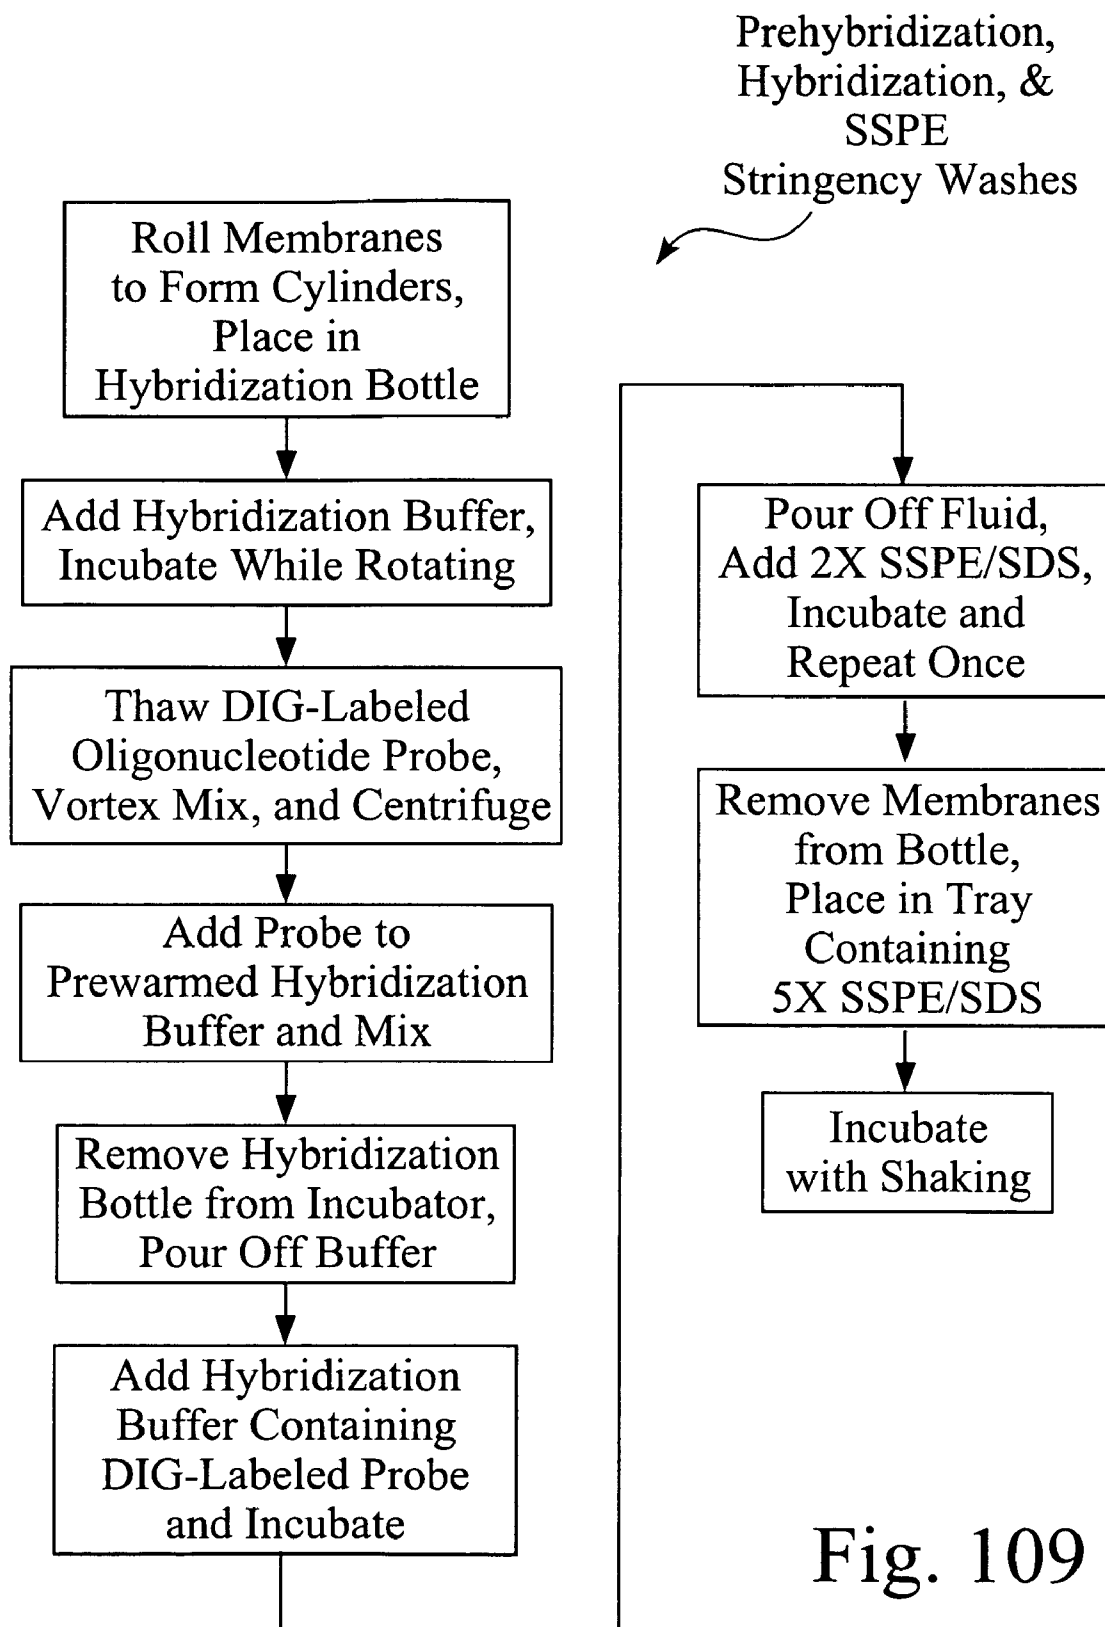 Prehybridization,
Hybridization, &
SSPE
Stringency Washes
Roll Membranes
to Form Cylinders,
Place in
Hybridization Bottle
Add Hybridization Buffer,
Incubate While Rotating
Thaw DIG-Labeled
Oligonucleotide Probe,
Vortex Mix, and Centrifuge
Add Probe to
Prewarmed Hybridization
Buffer and Mix
Remove Hybridization
Bottle from Incubator,
Pour Off Buffer
Add Hybridization
Buffer Containing
DIG-Labeled Probe
and Incubate
Pour Off Fluid,
Add 2X SSPE/SDS,
Incubate and
Repeat Once
Remove Membranes
from Bottle,
Place in Tray
Containing
5X SSPE/SDS
Incubate
with Shaking
Fig. 109